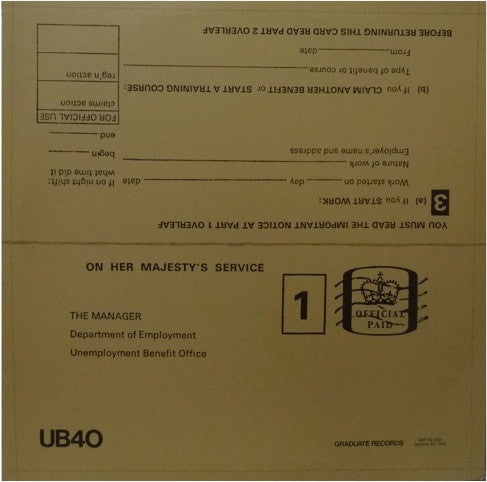 YOU MUST READ THE IMPORTANT NOTICE AT PART 1 OVERLEAF
3 (a) If you START WORK:
Work started on day date
Nature of work
Employer's name and address
If on night shift:
what time did it
begin
end
(b) If you CLAIM ANOTHER BENEFIT or START A TRAINING COURSE:
Type of benefit or course
From date
BEFORE RETURNING THIS CARD READ PART 2 OVERLEAF
FOR OFFICIAL USE
claims action
reg'n action
ON HER MAJESTY'S SERVICE
1
OFFICIAL
PAID
THE MANAGER
Department of Employment
Unemployment Benefit Office
UB40
GRADUATE RECORDS